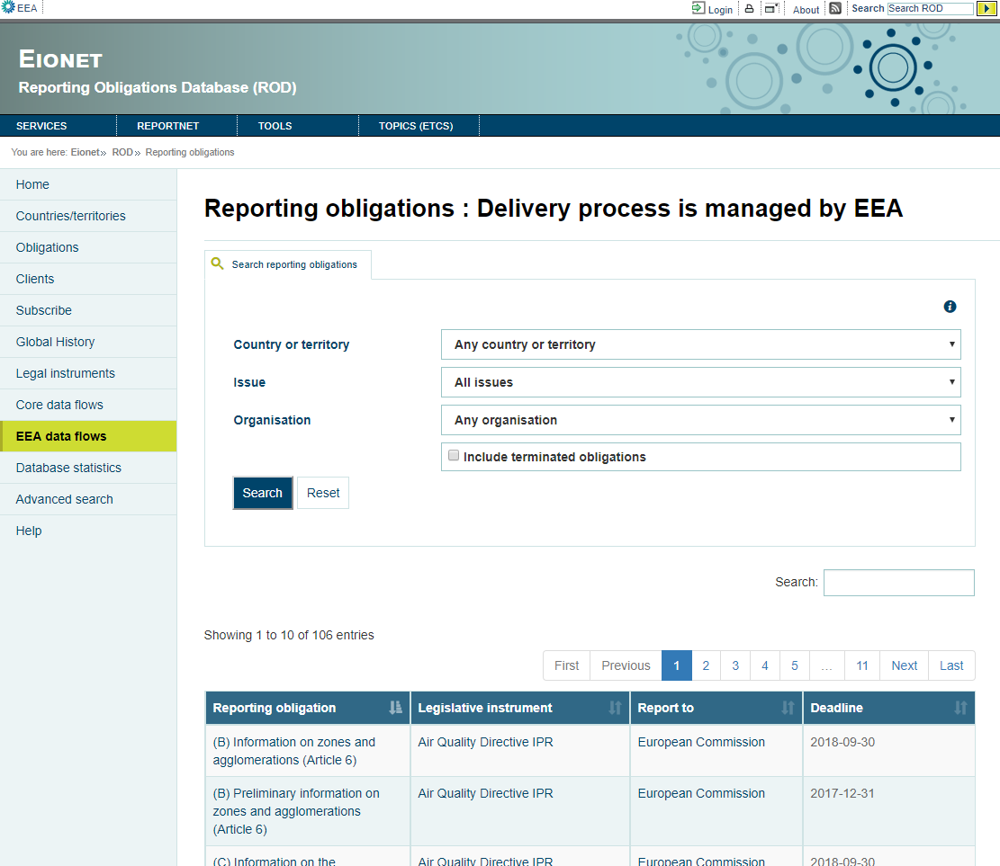 EEA
Login
About
Search
Search ROD
EIONET
Reporting Obligations Database (ROD)
SERVICES
REPORTNET
TOOLS
TOPICS (ETCS)
You are here: Eionet» ROD» Reporting obligations
Home
Countries/territories
Obligations
Clients
Subscribe
Global History
Legal instruments
Core data flows
EEA data flows
Database statistics
Advanced search
Help
Reporting obligations : Delivery process is managed by EEA
Search reporting obligations
Country or territory
Any country or territory
Issue
All issues
Organisation
Any organisation
Include terminated obligations
Search
Reset
Search:
Showing 1 to 10 of 106 entries
First Previous 1 2 3 4 5 … 11 Next Last
Reporting obligation
Legislative instrument
Report to
Deadline
(B) Information on zones and
agglomerations (Article 6)
Air Quality Directive IPR
European Commission
2018-09-30
(B) Preliminary information on
zones and agglomerations
(Article 6)
Air Quality Directive IPR
European Commission
2017-12-31
(C) Information on the
Air Quality Directive IPR
European Commission
2018-09-30